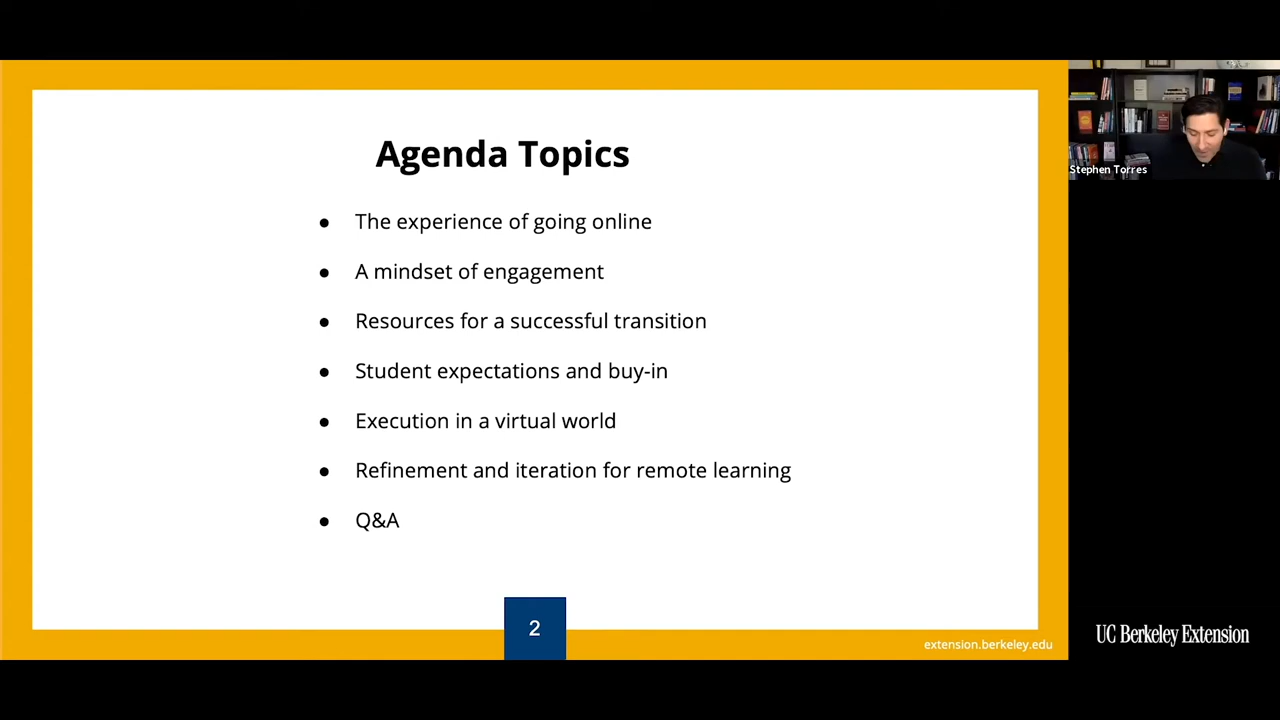 Agenda Topics
● The experience of going online
● A mindset of engagement
● Resources for a successful transition
● Student expectations and buy-in
● Execution in a virtual world
● Refinement and iteration for remote learning
● Q&A
2
extension.berkeley.edu
Stephen Torres
UC Berkeley Extension